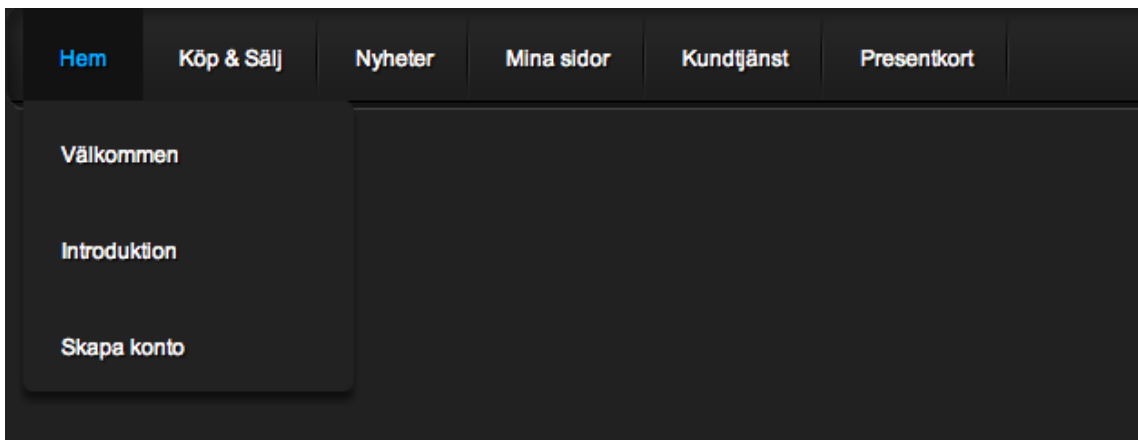 Hem Köp & Sälj Nyheter Mina sidor Kundtjänst Presentkort
Välkommen
Introduktion
Skapa konto